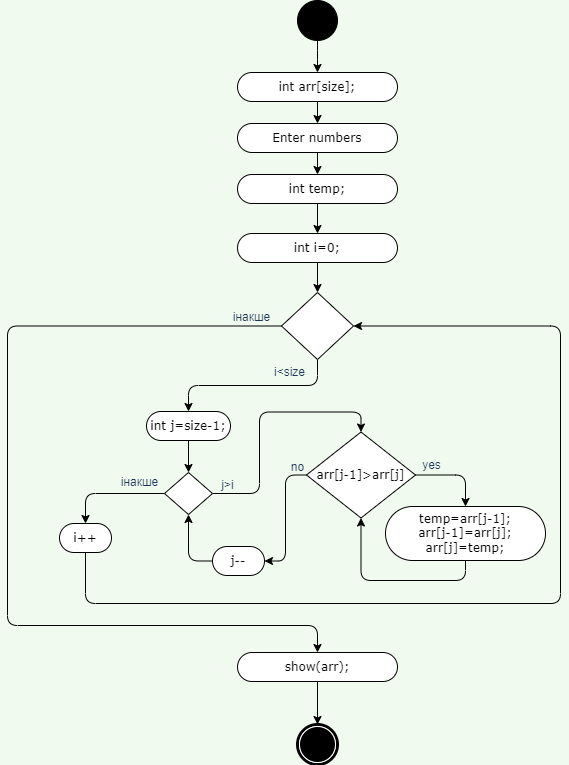 int arr[size];
Enter numbers
int temp;
int i=0;
інакше
i<size
int j=size-1;
інакше
j>i
no
arr[j-1]>arr[j]
yes
temp=arr[j-1];
arr[j-1]=arr[j];
arr[j]=temp;
i++
j--
show(arr);